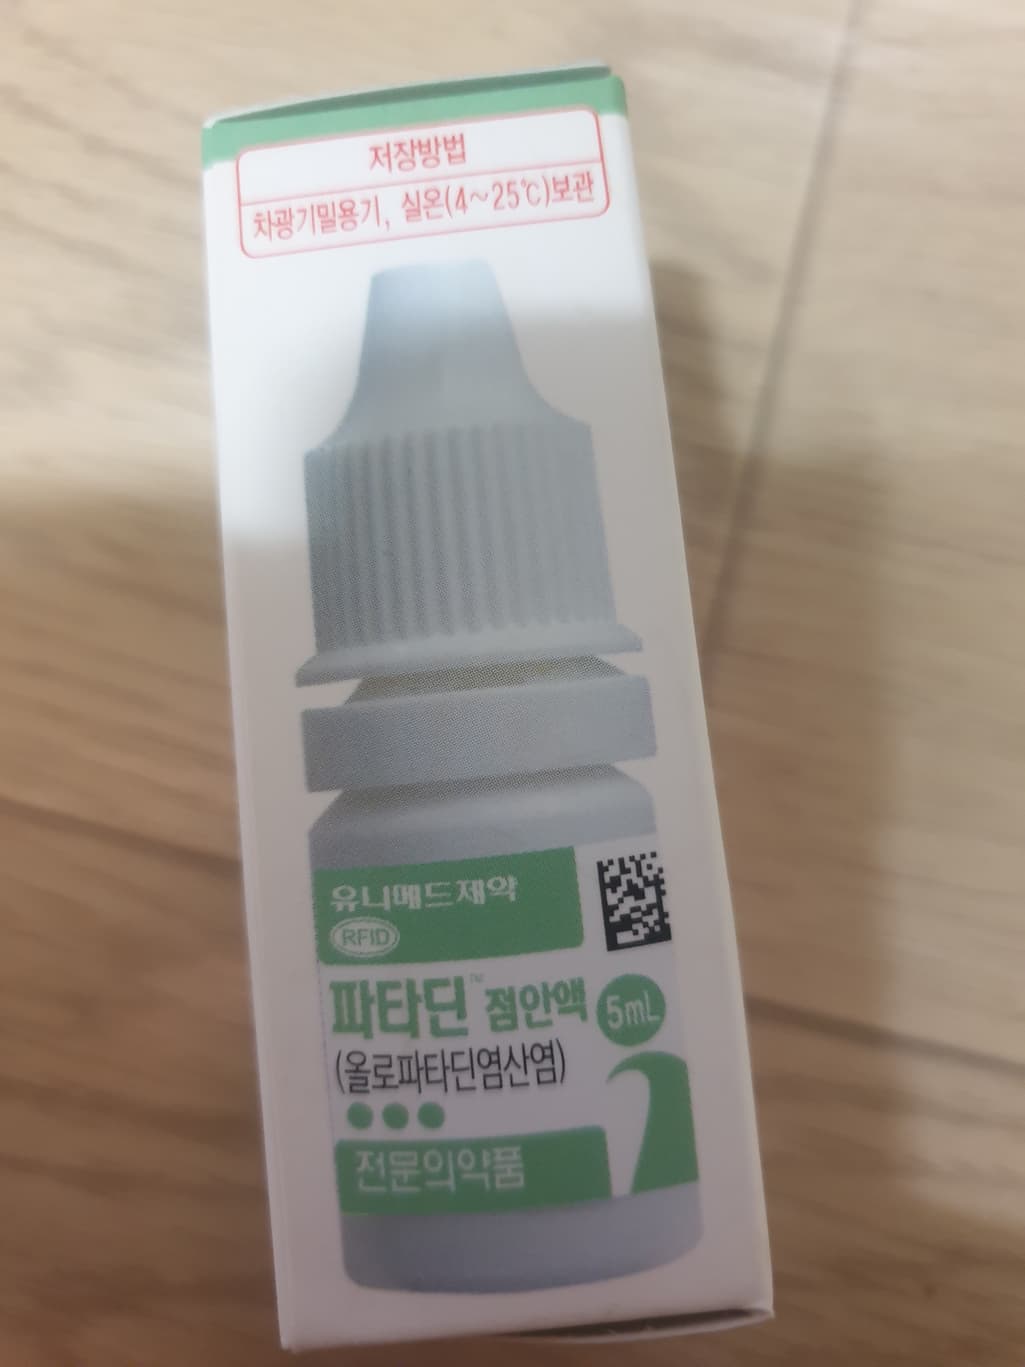 저장방법
차광기밀용기, 실온(4~25℃)보관
유니메드제약
RFID
파타딘™ 점안액 5mL
(올로파타딘염산염)
전문의약품